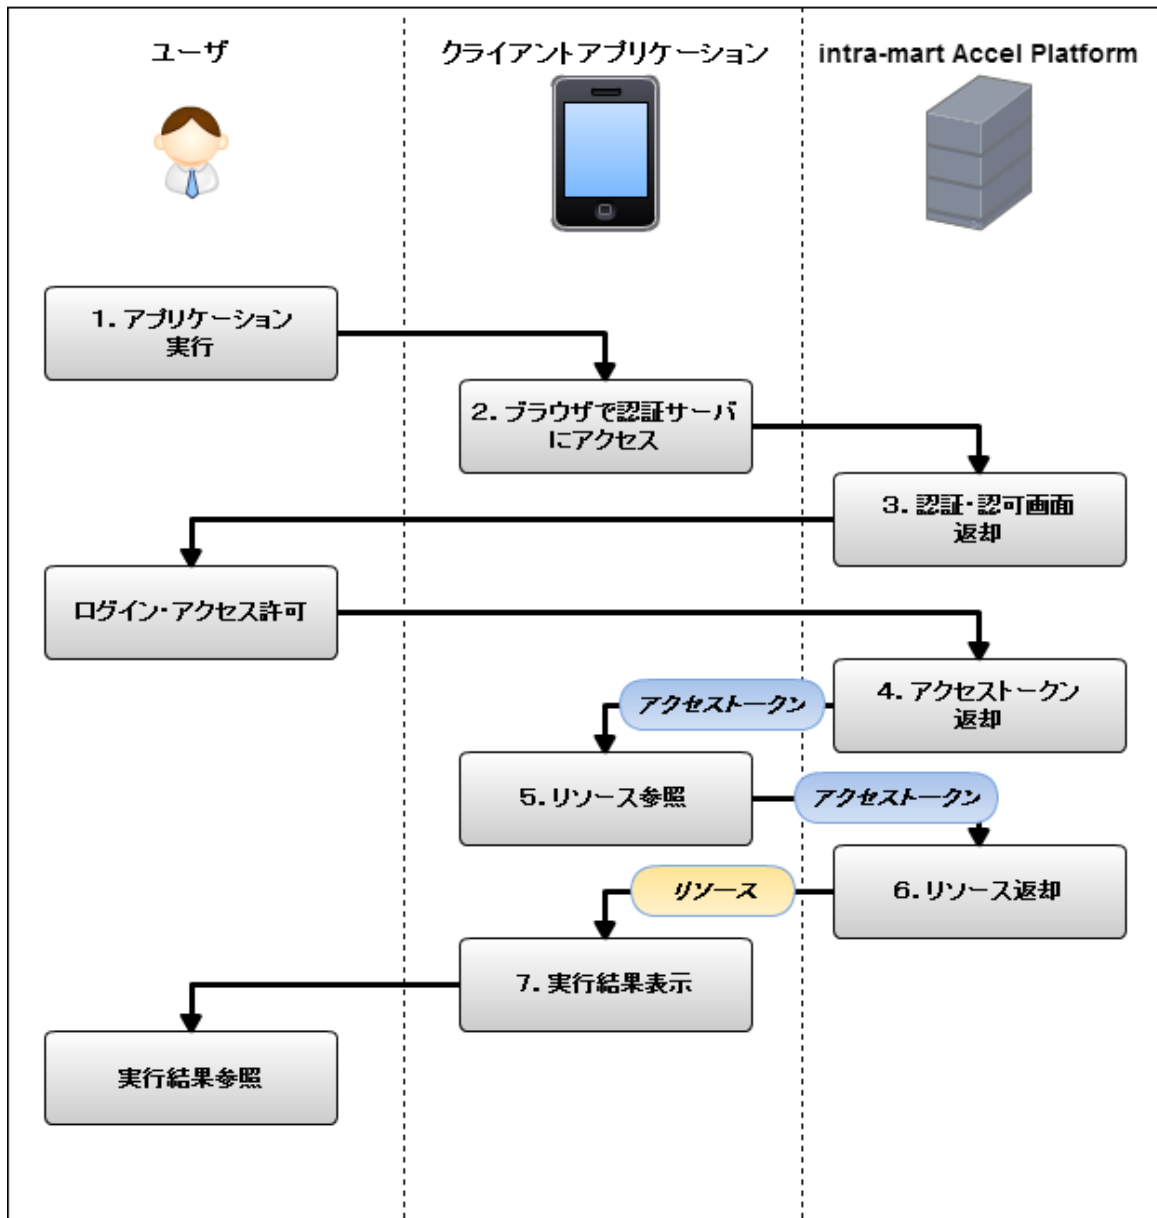 ユーザ
クライアントアプリケーション
intra-mart Accel Platform
1. アプリケーション
実行
2. ブラウザで認証サーバ
にアクセス
3. 認証・認可画面
返却
ログイン・アクセス許可
4. アクセストークン
返却
アクセストークン
5. リソース参照
アクセストークン
6. リソース返却
リソース
7. 実行結果表示
実行結果参照